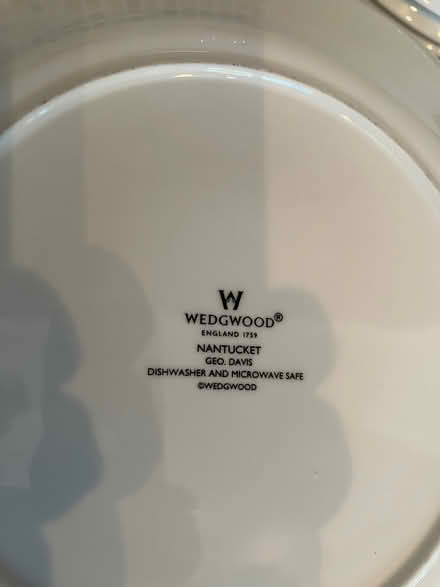 W
WEDGWOOD®
ENGLAND 1759
NANTUCKET
GEO. DAVIS
DISHWASHER AND MICROWAVE SAFE
©WEDGWOOD